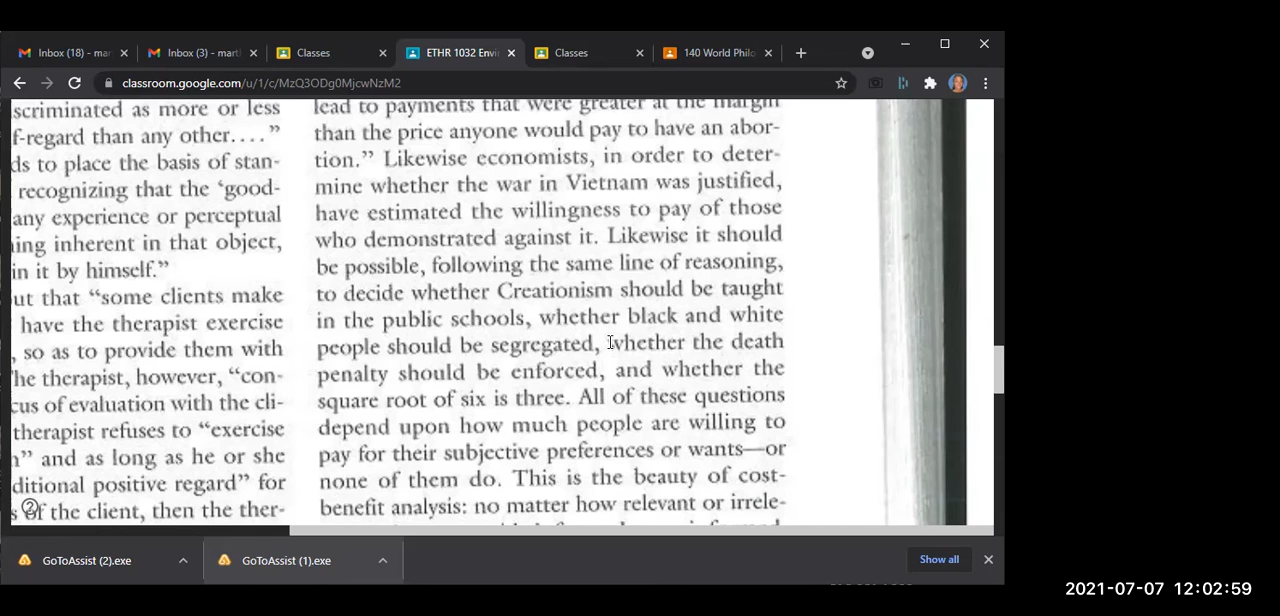 Inbox (18) - mar
Inbox (3) - mart
Classes
ETHR 1032 Envi
Classes
140 World Philo
classroom.google.com/u/1/c/MzQ3ODg0MjcwNzM2
scriminated as more or less
f-regard than any other. . . ."
ds to place the basis of stan-
recognizing that the 'good-
any experience or perceptual
ing inherent in that object,
in it by himself."
ut that "some clients make
have the therapist exercise
, so as to provide them with
he therapist, however, "con-
cus of evaluation with the cli-
therapist refuses to "exercise
n" and as long as he or she
ditional positive regard" for
s of the client, then the ther-
lead to payments that were greater at the margin
than the price anyone would pay to have an abor-
tion." Likewise economists, in order to deter-
mine whether the war in Vietnam was justified,
have estimated the willingness to pay of those
who demonstrated against it. Likewise it should
be possible, following the same line of reasoning,
to decide whether Creationism should be taught
in the public schools, whether black and white
people should be segregated, whether the death
penalty should be enforced, and whether the
square root of six is three. All of these questions
depend upon how much people are willing to
pay for their subjective preferences or wants—or
none of them do. This is the beauty of cost-
benefit analysis: no matter how relevant or irrele-
2
GoToAssist (2).exe
GoToAssist (1).exe
Show all
2021-07-07 12:02:59